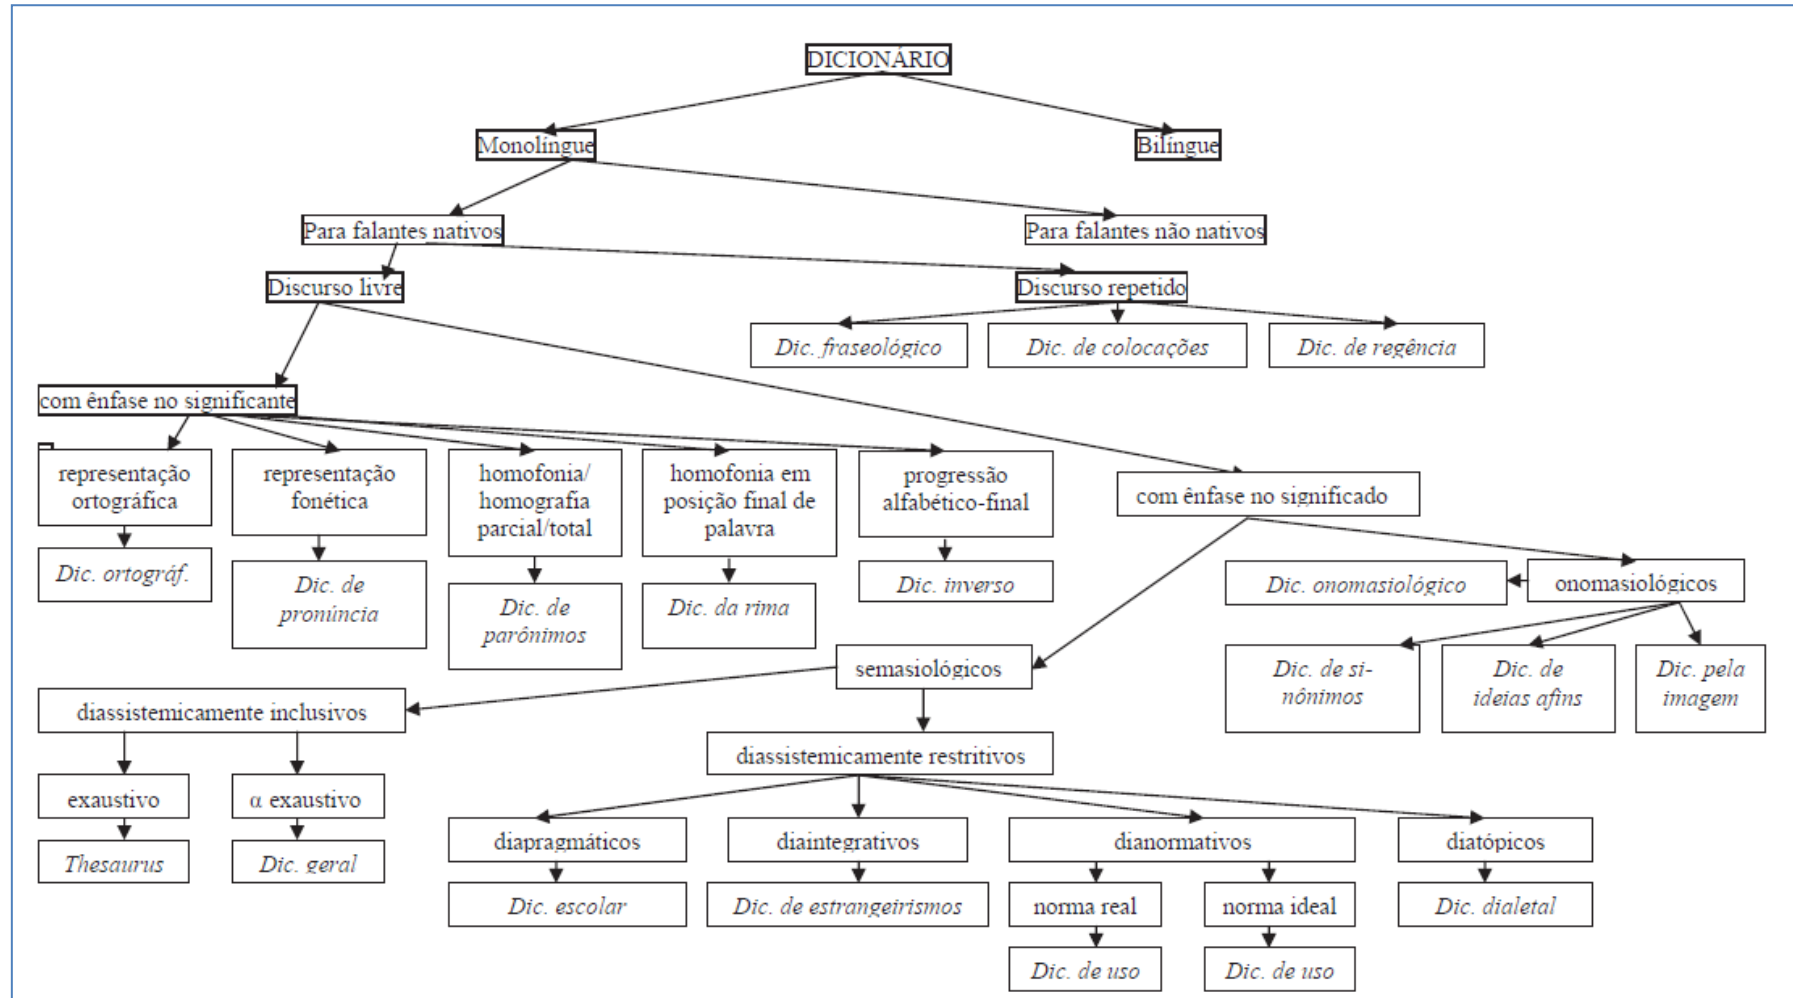 DICIONÁRIO
Monolíngue
Bilíngue
Para falantes nativos
Para falantes não nativos
Discurso livre
Discurso repetido
Dic. fraseológico
Dic. de colocações
Dic. de regência
com ênfase no significante
representação
ortográfica
representação
fonética
homofonia/
homografía
parcial/total
homofonia em
posição final de
palavra
progressão
alfabético-final
com ênfase no significado
Dic. ortográf.
Dic. de
pronúncia
Dic. de
parônimos
Dic. da rima
Dic. inverso
Dic. onomasiológico
onomasiológicos
semasiológicos
Dic. de si-
nônimos
Dic. de
ideias afins
Dic. pela
imagem
diassistemicamente inclusivos
diassistemicamente restritivos
exaustivo
α exaustivo
Thesaurus
Dic. geral
diapragmáticos
diaintegrativos
dianormativos
diatópicos
Dic. escolar
Dic. de estrangeirismos
norma real
norma ideal
Dic. dialetal
Dic. de uso
Dic. de uso